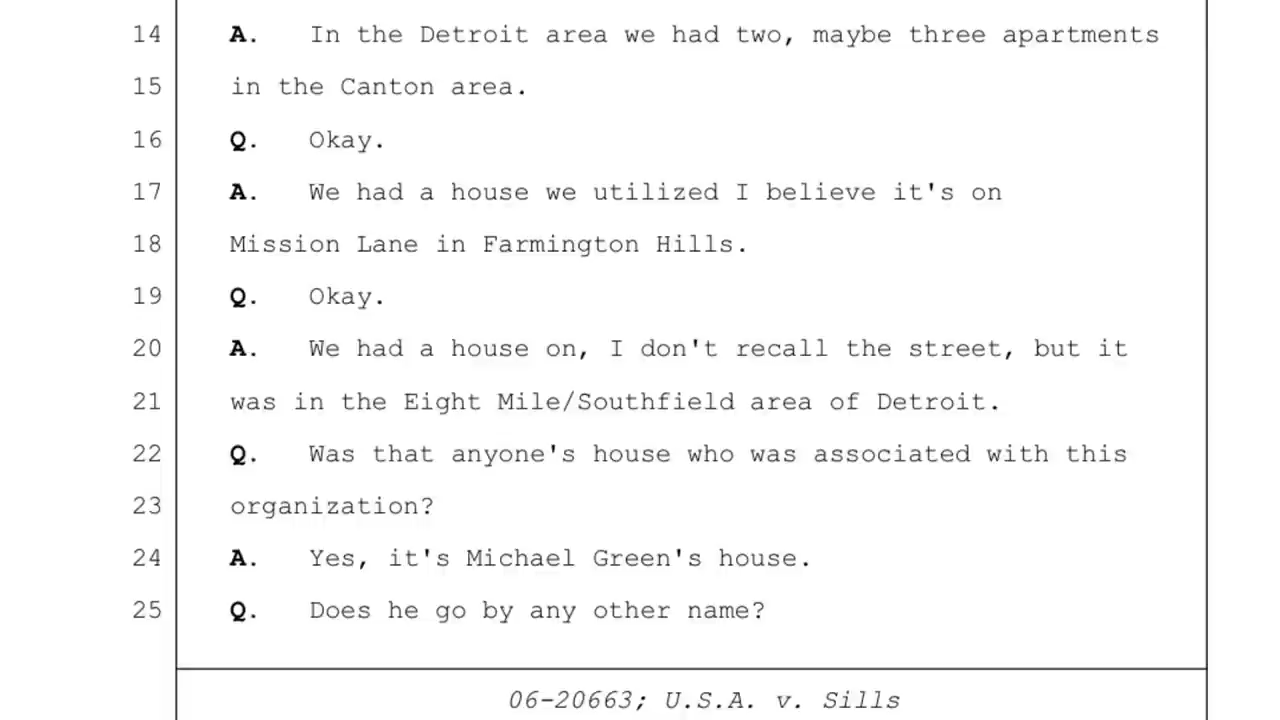 14 A. In the Detroit area we had two, maybe three apartments
15 in the Canton area.
16 Q. Okay.
17 A. We had a house we utilized I believe it's on
18 Mission Lane in Farmington Hills.
19 Q. Okay.
20 A. We had a house on, I don't recall the street, but it
21 was in the Eight Mile/Southfield area of Detroit.
22 Q. Was that anyone's house who was associated with this
23 organization?
24 A. Yes, it's Michael Green's house.
25 Q. Does he go by any other name?
06-20663; U.S.A. v. Sills